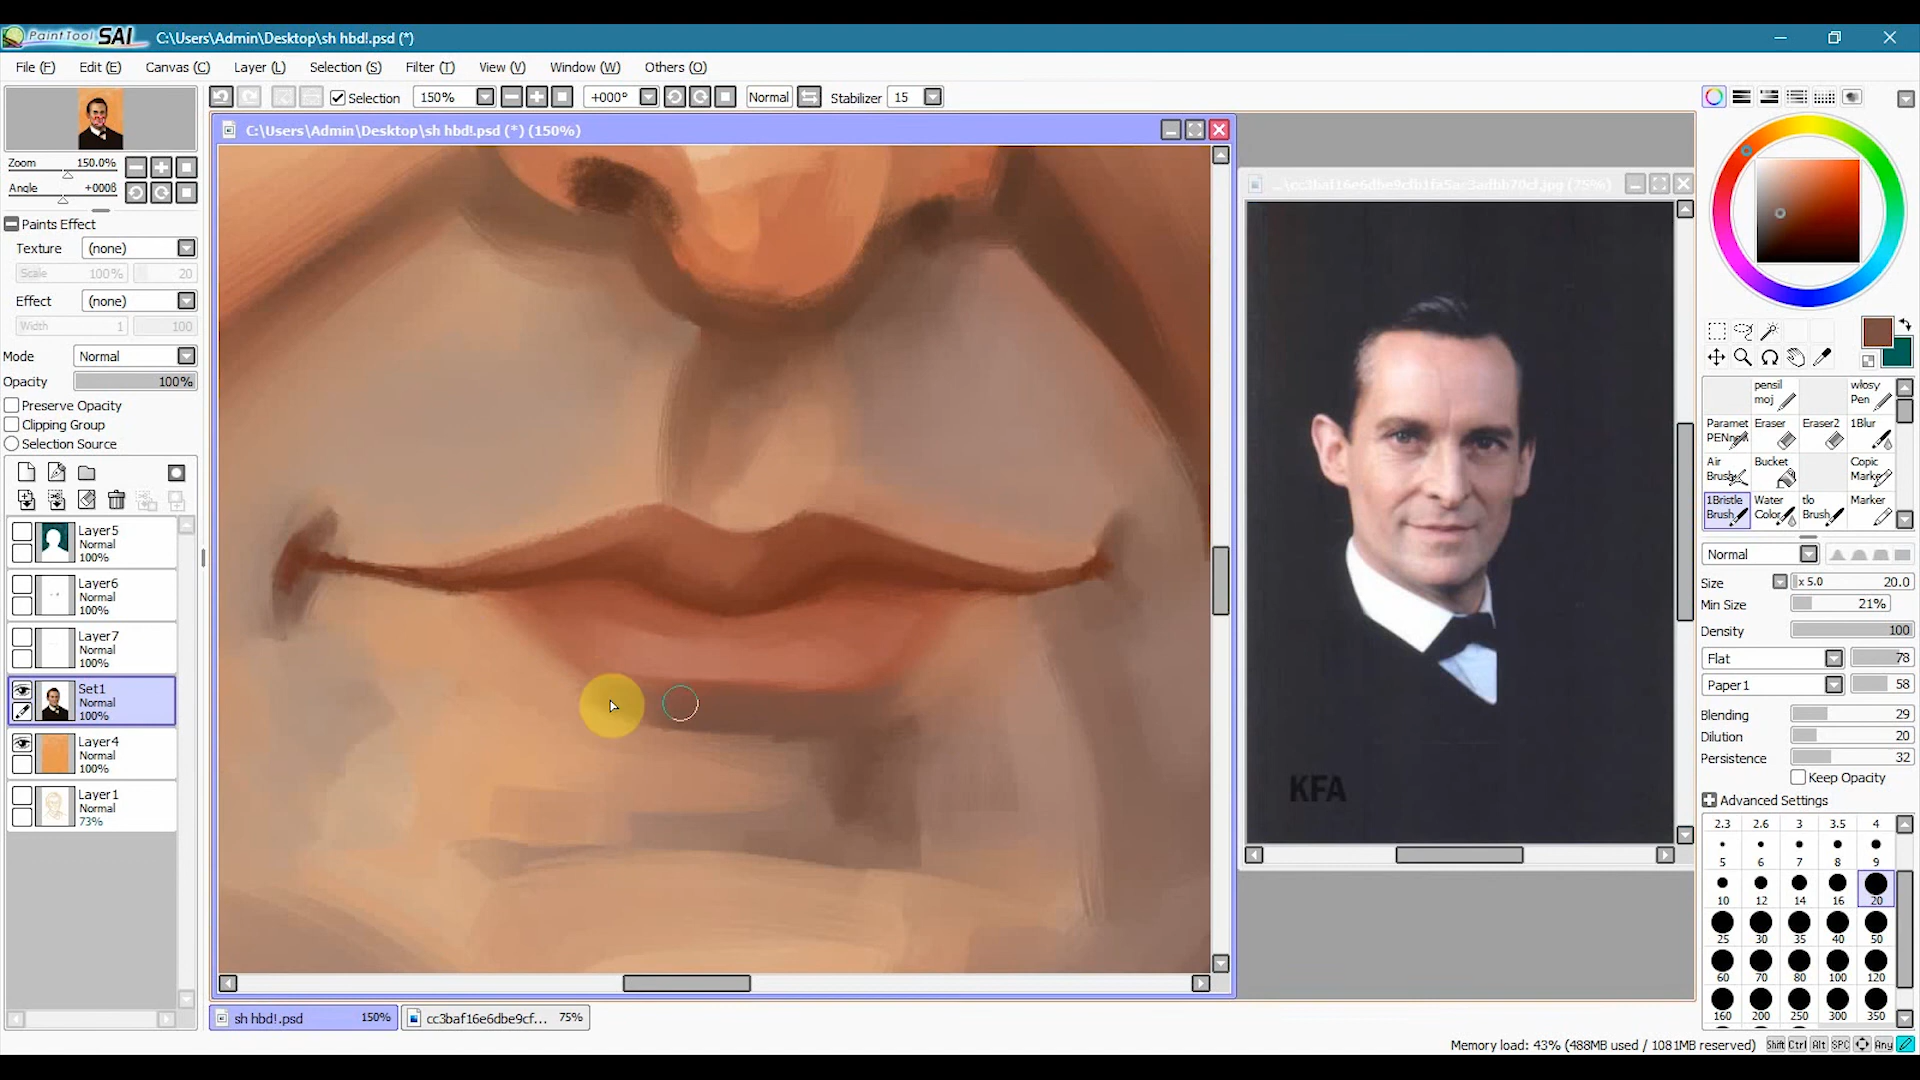 PaintTool SAI C:\Users\Admin\Desktop\sh hbd!.psd (*)
File (F) Edit (E) Canvas (C) Layer (L) Selection (S) Filter (T) View (V) Window (W) Others (O)
Selection 150% +000° Normal Stabilizer 15
C:\Users\Admin\Desktop\sh hbd!.psd (*) (150%)
Zoom 150.0%
Angle +000°
Paints Effect
Texture (none)
Scale 100% 20
Effect (none)
Width 1 100
Mode Normal
Opacity 100%
Preserve Opacity
Clipping Group
Selection Source
Layer5
Normal
100%
Layer6
Normal
100%
Layer7
Normal
100%
Set1
Normal
100%
Layer4
Normal
100%
Layer1
Normal
73%
KFA
pensil moj
włosy Pen
Eraser
Eraser2
1Blur
Air Brush
Bucket
Copic
1Bristle Brush
Water Color
tlo Brush
Marker
Normal
Size x 5.0 20.0
Min Size 21%
Density 100
Flat 78
Paper1 58
Blending 29
Dilution 20
Persistence 32
Keep Opacity
Advanced Settings
2.3 2.6 3 3.5 4
5 6 7 8 9
10 12 14 16 20
25 30 35 40 50
60 70 80 100 120
160 200 250 300 350
sh hbd!.psd 150% cc3baf16e6dbe9cf... 75%
Memory load: 43% (488MB used / 1081MB reserved) Shift Ctrl Alt SPC Any